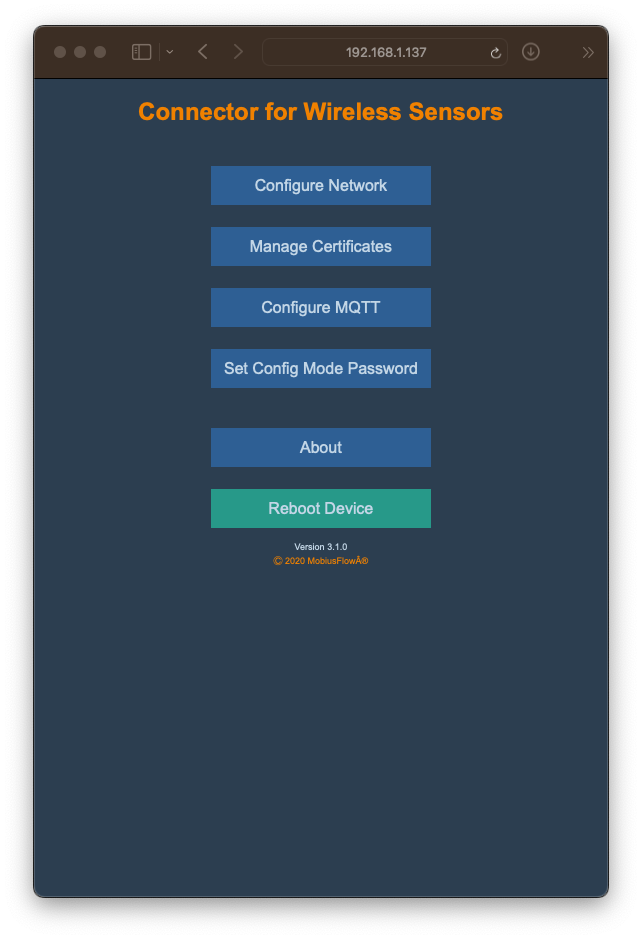 192.168.1.137
Connector for Wireless Sensors
Configure Network
Manage Certificates
Configure MQTT
Set Config Mode Password
About
Reboot Device
Version 3.1.0
© 2020 MobiusFlowÂ®